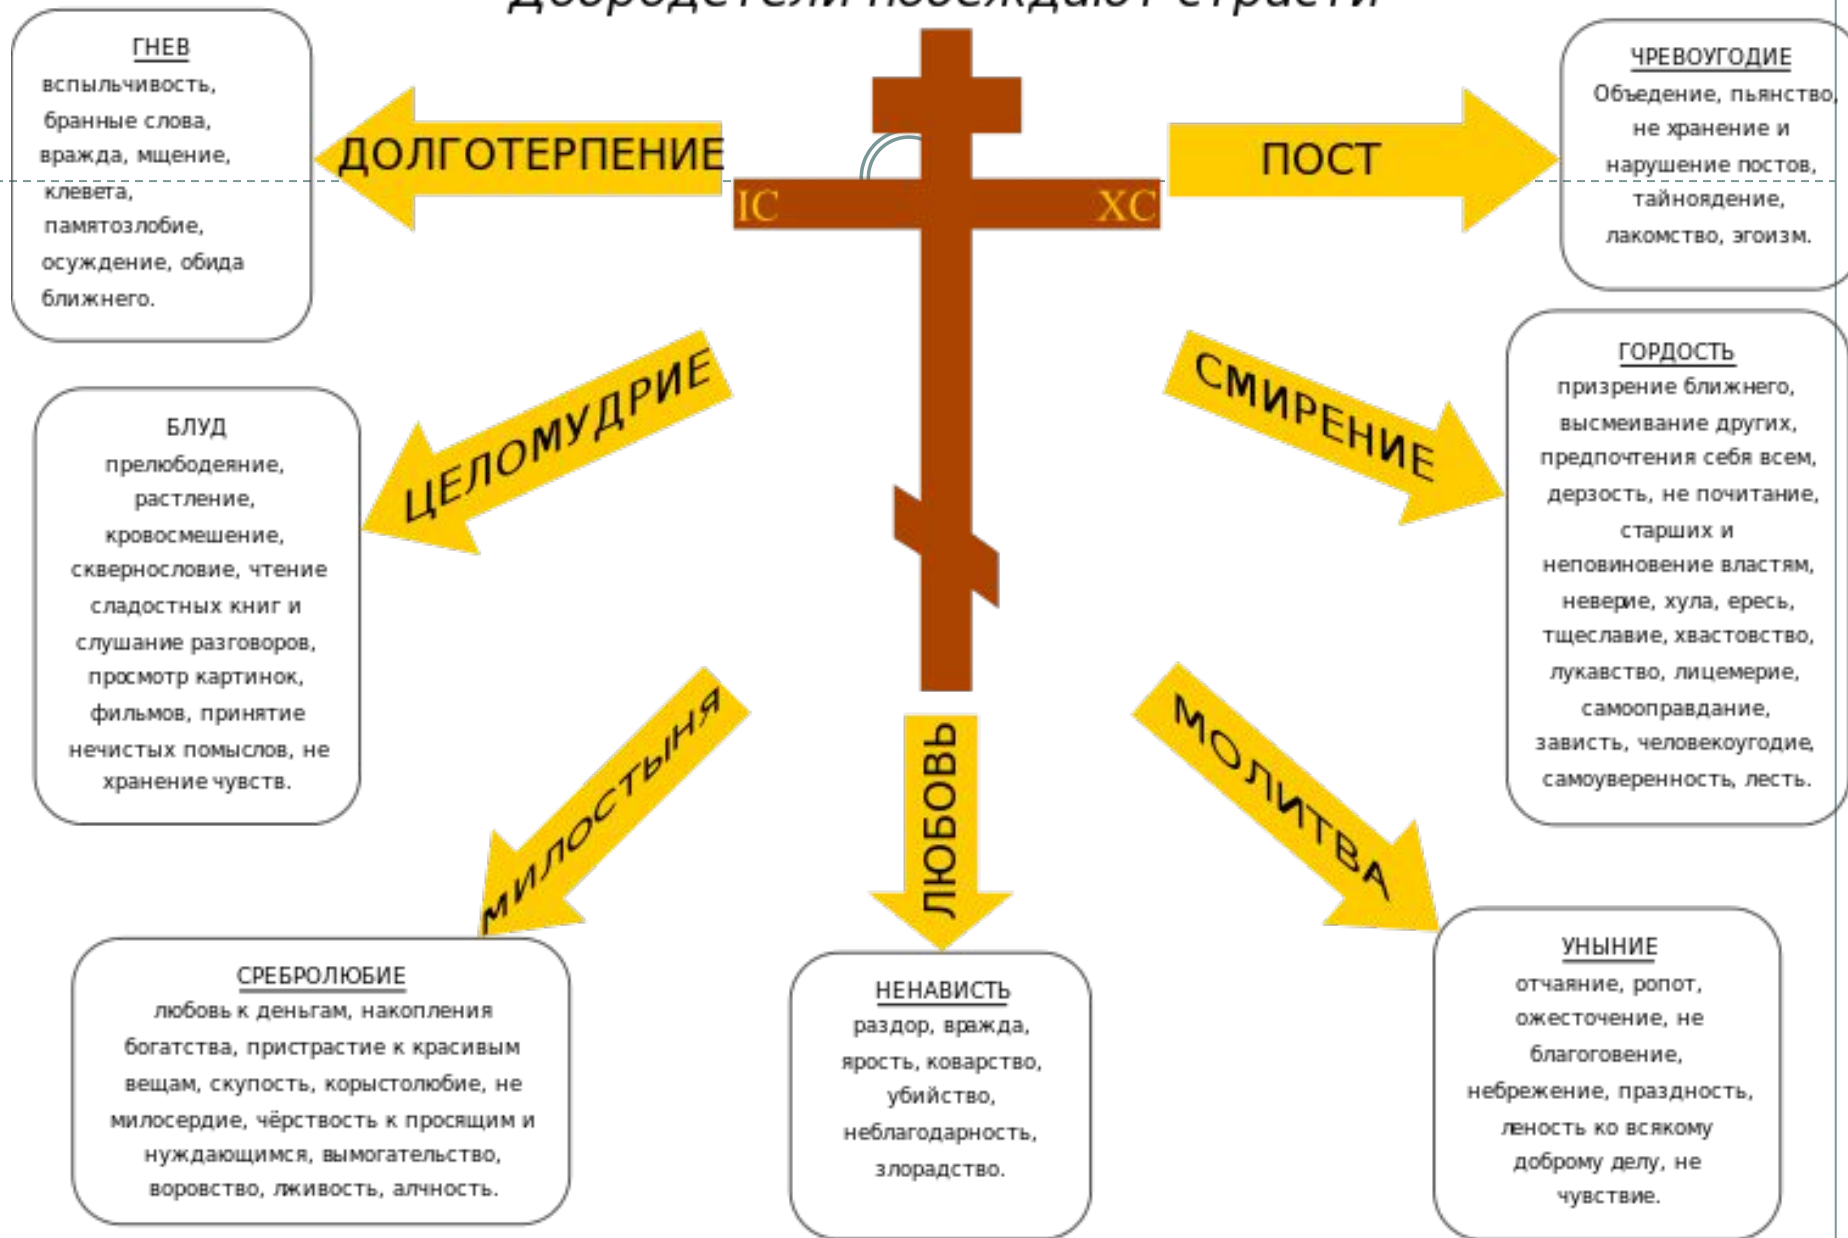 Добродетели побеждают страсти
ГНЕВ
вспыльчивость,
бранные слова,
вражда, мщение,
клевета,
памятозлобие,
осуждение, обида
ближнего.
ДОЛГОТЕРПЕНИЕ
IC
XC
ПОСТ
ЧРЕВОУГОДИЕ
Объедение, пьянство,
не хранение и
нарушение постов,
тайноядение,
лакомство, эгоизм.
ЦЕЛОМУДРИЕ
БЛУД
прелюбодеяние,
растление,
кровосмешение,
сквернословие, чтение
сладостных книг и
слушание разговоров,
просмотр картинок,
фильмов, принятие
нечистых помыслов, не
хранение чувств.
СМИРЕНИЕ
ГОРДОСТЬ
призрение ближнего,
высмеивание других,
предпочтения себя всем,
дерзость, не почитание,
старших и
неповиновение властям,
неверие, хула, ересь,
тщеславие, хвастовство,
лукавство, лицемерие,
самооправдание,
зависть, человекоугодие,
самоуверенность, лесть.
МИЛОСТЫНЯ
СРЕБРОЛЮБИЕ
любовь к деньгам, накопления
богатства, пристрастие к красивым
вещам, скупость, корыстолюбие, не
милосердие, чёрствость к просящим и
нуждающимся, вымогательство,
воровство, лживость, алчность.
ЛЮБОВЬ
НЕНАВИСТЬ
раздор, вражда,
ярость, коварство,
убийство,
неблагодарность,
злорадство.
МОЛИТВА
УНЫНИЕ
отчаяние, ропот,
ожесточение, не
благоговение,
небрежение, праздность,
леность ко всякому
доброму делу, не
чувствие.